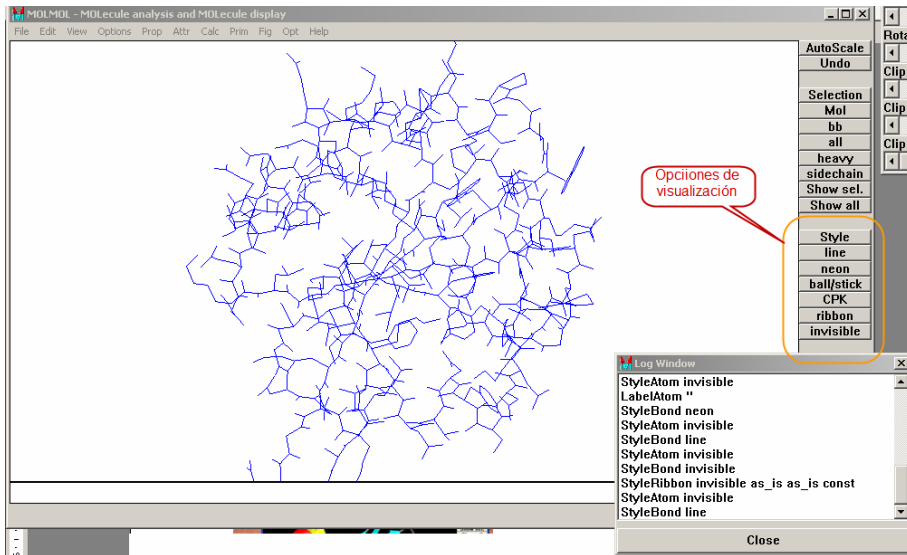 MOLMOL - MOLecule analysis and MOLecule display
File Edit View Options Prop Attr Calc Prim Fig Opt Help
AutoScale
Undo
Selection
Mol
bb
all
heavy
sidechain
Show sel.
Show all
Style
line
neon
ball/stick
CPK
ribbon
invisible
Rota
Clip
Clip
Clip
Opciiones de
visualización
Log Window
StyleAtom invisible
LabelAtom ''
StyleBond neon
StyleAtom invisible
StyleBond line
StyleAtom invisible
StyleBond invisible
StyleRibbon invisible as_is as_is const
StyleAtom invisible
StyleBond line
Close